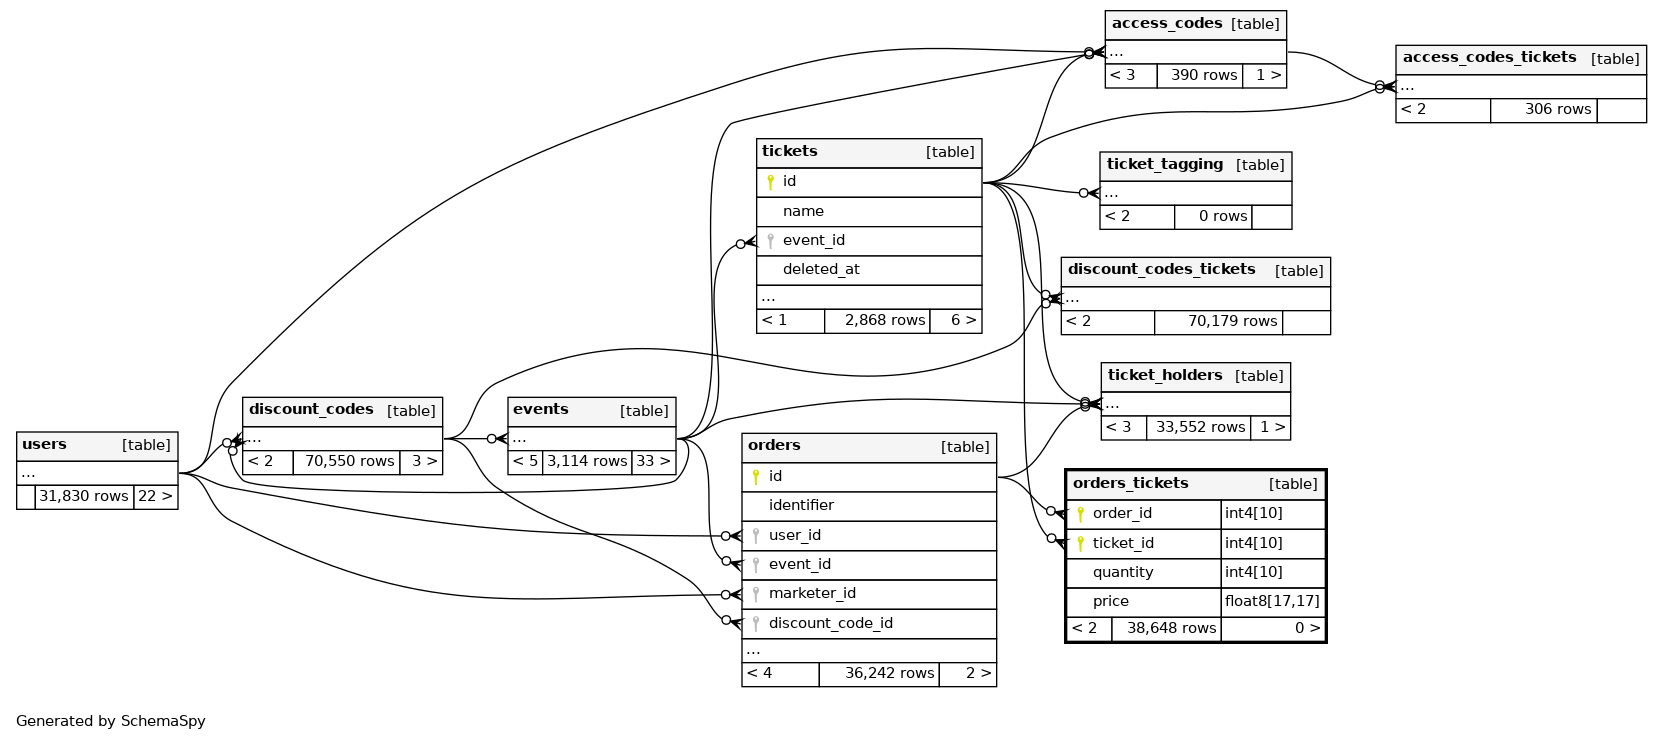 access_codes [table]
...
< 3 390 rows 1 >
access_codes_tickets [table]
...
< 2 306 rows
tickets [table]
id
name
event_id
deleted_at
...
< 1 2,868 rows 6 >
ticket_tagging [table]
...
< 2 0 rows
discount_codes_tickets [table]
...
< 2 70,179 rows
ticket_holders [table]
...
< 3 33,552 rows 1 >
users [table]
...
31,830 rows 22 >
discount_codes [table]
...
< 2 70,550 rows 3 >
events [table]
...
< 5 3,114 rows 33 >
orders [table]
id
identifier
user_id
event_id
marketer_id
discount_code_id
...
< 4 36,242 rows 2 >
orders_tickets [table]
order_id int4[10]
ticket_id int4[10]
quantity int4[10]
price float8[17,17]
< 2 38,648 rows 0 >
Generated by SchemaSpy